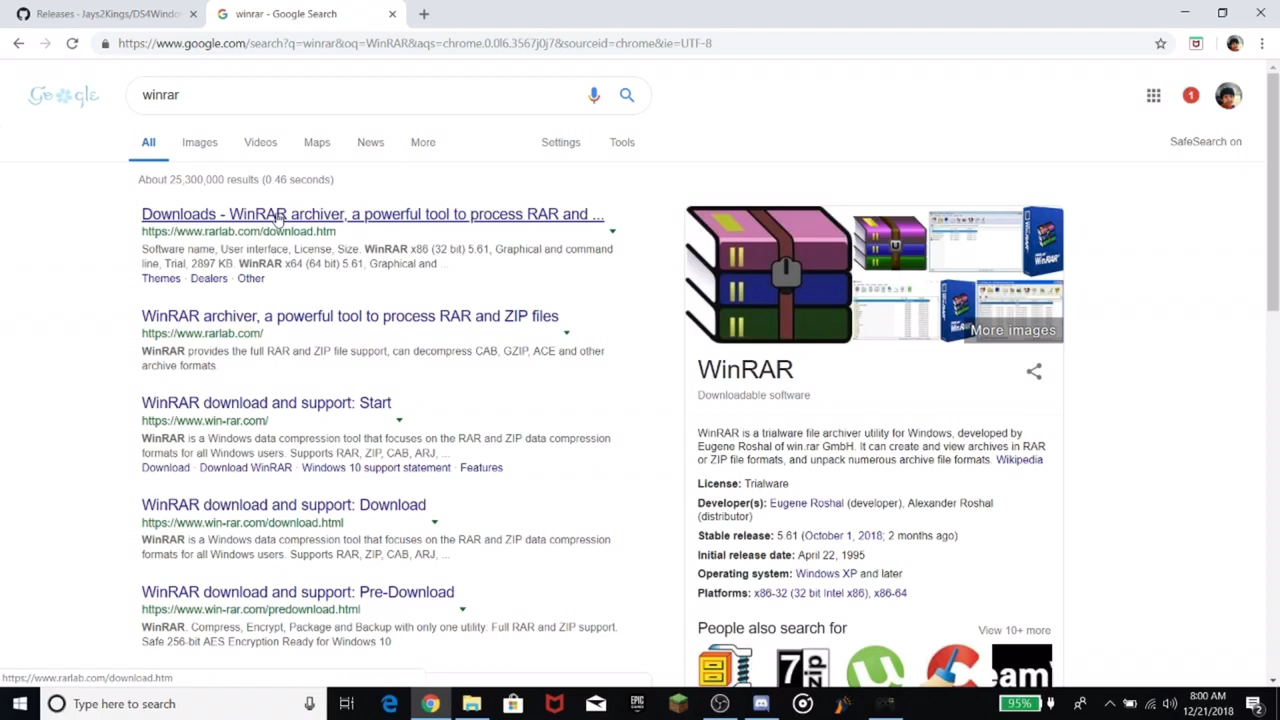 Releases - Jays2Kings/DS4Windo
winrar - Google Search
https://www.google.com/search?q=winrar&oq=WinRAR&aqs=chrome.0.0l6.3567j0j7&sourceid=chrome&ie=UTF-8
Google
winrar
1
All Images Videos Maps News More Settings Tools
SafeSearch on
About 25,300,000 results (0.46 seconds)
Downloads - WinRAR archiver, a powerful tool to process RAR and ...
https://www.rarlab.com/download.htm
Software name, User interface, License, Size. WinRAR x86 (32 bit) 5.61, Graphical and command
line, Trial, 2897 KB. WinRAR x64 (64 bit) 5.61, Graphical and ...
Themes · Dealers · Other
WinRAR archiver, a powerful tool to process RAR and ZIP files
https://www.rarlab.com/
WinRAR provides the full RAR and ZIP file support, can decompress CAB, GZIP, ACE and other
archive formats.
WinRAR download and support: Start
https://www.win-rar.com/
WinRAR is a Windows data compression tool that focuses on the RAR and ZIP data compression
formats for all Windows users. Supports RAR, ZIP, CAB, ARJ, ...
Download · Download WinRAR · Windows 10 support statement · Features
WinRAR download and support: Download
https://www.win-rar.com/download.html
WinRAR is a Windows data compression tool that focuses on the RAR and ZIP data compression
formats for all Windows users. Supports RAR, ZIP, CAB, ARJ, ...
WinRAR download and support: Pre-Download
https://www.win-rar.com/predownload.html
WinRAR. Compress, Encrypt, Package and Backup with only one utility. Full RAR and ZIP support.
Safe 256-bit AES Encryption Ready for Windows 10
More images
WinRAR
Downloadable software
WinRAR is a trialware file archiver utility for Windows, developed by
Eugene Roshal of win.rar GmbH. It can create and view archives in RAR
or ZIP file formats, and unpack numerous archive file formats. Wikipedia
License: Trialware
Developer(s): Eugene Roshal (developer), Alexander Roshal
(distributor)
Stable release: 5.61 (October 1, 2018; 2 months ago)
Initial release date: April 22, 1995
Operating system: Windows XP and later
Platforms: x86-32 (32 bit Intel x86), x86-64
People also search for
View 10+ more
https://www.rarlab.com/download.htm
Type here to search
95%
8:00 AM
12/21/2018
2